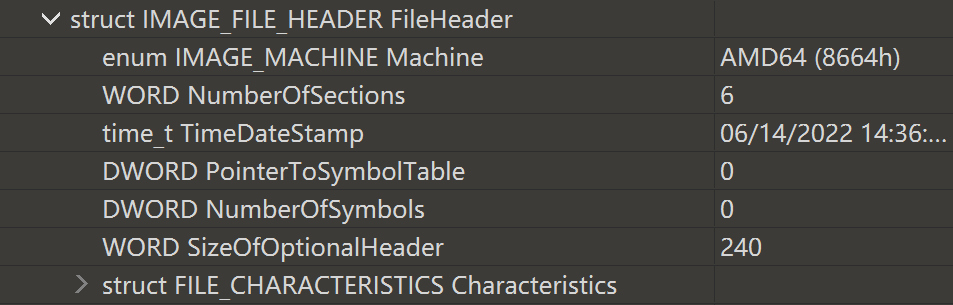 struct IMAGE_FILE_HEADER FileHeader
enum IMAGE_MACHINE Machine AMD64 (8664h)
WORD NumberOfSections 6
time_t TimeDateStamp 06/14/2022 14:36:...
DWORD PointerToSymbolTable 0
DWORD NumberOfSymbols 0
WORD SizeOfOptionalHeader 240
struct FILE_CHARACTERISTICS Characteristics